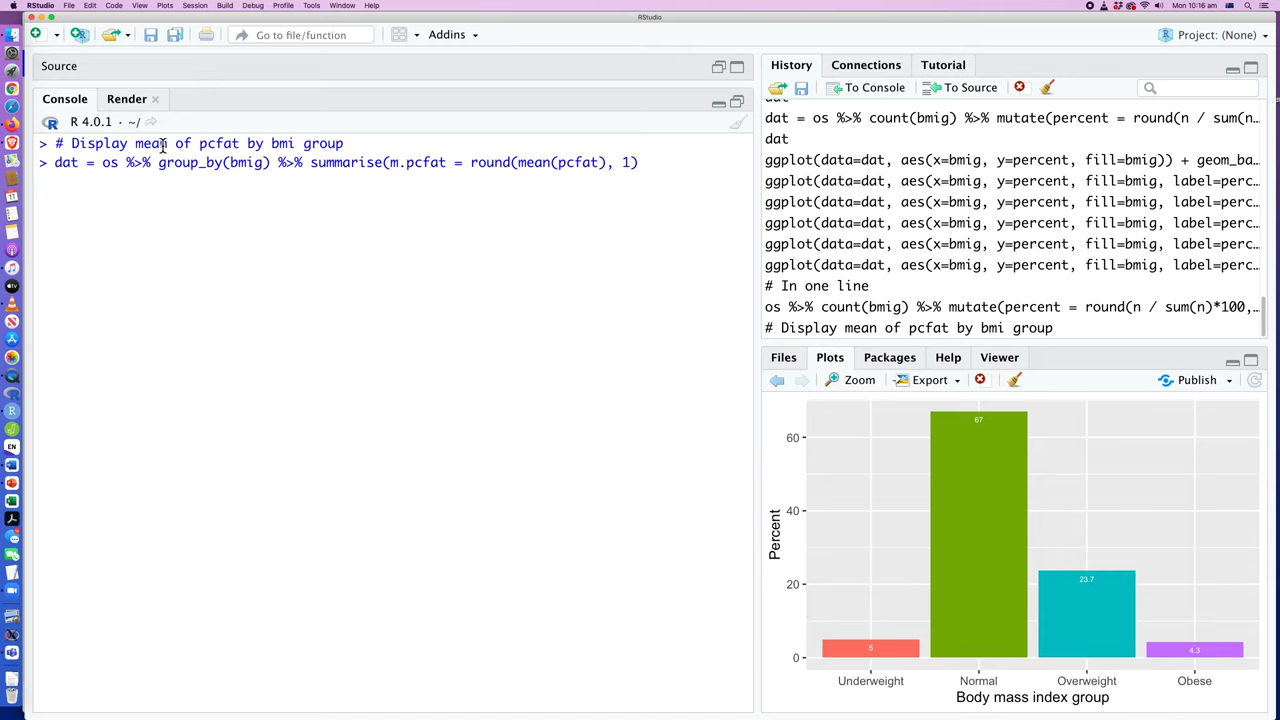 RStudio File Edit Code View Plots Session Build Debug Profile Tools Window Help Mon 10:16 am
RStudio
Go to file/function Addins Project: (None)
Source
Console Render
R 4.0.1 · ~/
> # Display mean of pcfat by bmi group
> dat = os %>% group_by(bmig) %>% summarise(m.pcfat = round(mean(pcfat), 1)
History Connections Tutorial
To Console To Source
dat
dat = os %>% count(bmig) %>% mutate(percent = round(n / sum(n…
dat
ggplot(data=dat, aes(x=bmig, y=percent, fill=bmig)) + geom_ba…
ggplot(data=dat, aes(x=bmig, y=percent, fill=bmig, label=perc…
ggplot(data=dat, aes(x=bmig, y=percent, fill=bmig, label=perc…
ggplot(data=dat, aes(x=bmig, y=percent, fill=bmig, label=perc…
ggplot(data=dat, aes(x=bmig, y=percent, fill=bmig, label=perc…
ggplot(data=dat, aes(x=bmig, y=percent, fill=bmig, label=perc…
# In one line
os %>% count(bmig) %>% mutate(percent = round(n / sum(n)*100,…
# Display mean of pcfat by bmi group
Files Plots Packages Help Viewer
Zoom Export Publish
67
60
23.7
40
Percent
20
5
4.3
0
Underweight Normal Overweight Obese
Body mass index group